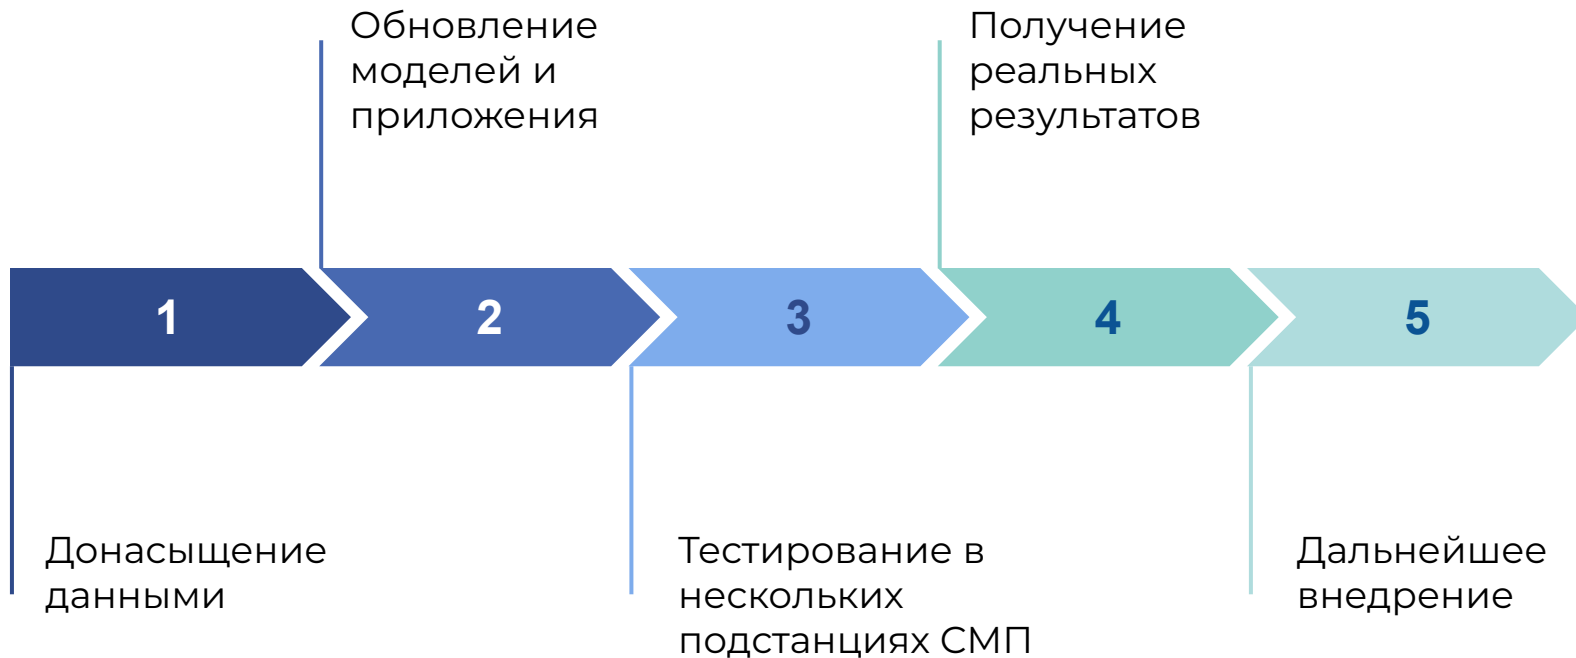 Обновление
моделей и
приложения
Получение
реальных
результатов
1
2
3
4
5
Донасыщение
данными
Тестирование в
нескольких
подстанциях СМП
Дальнейшее
внедрение